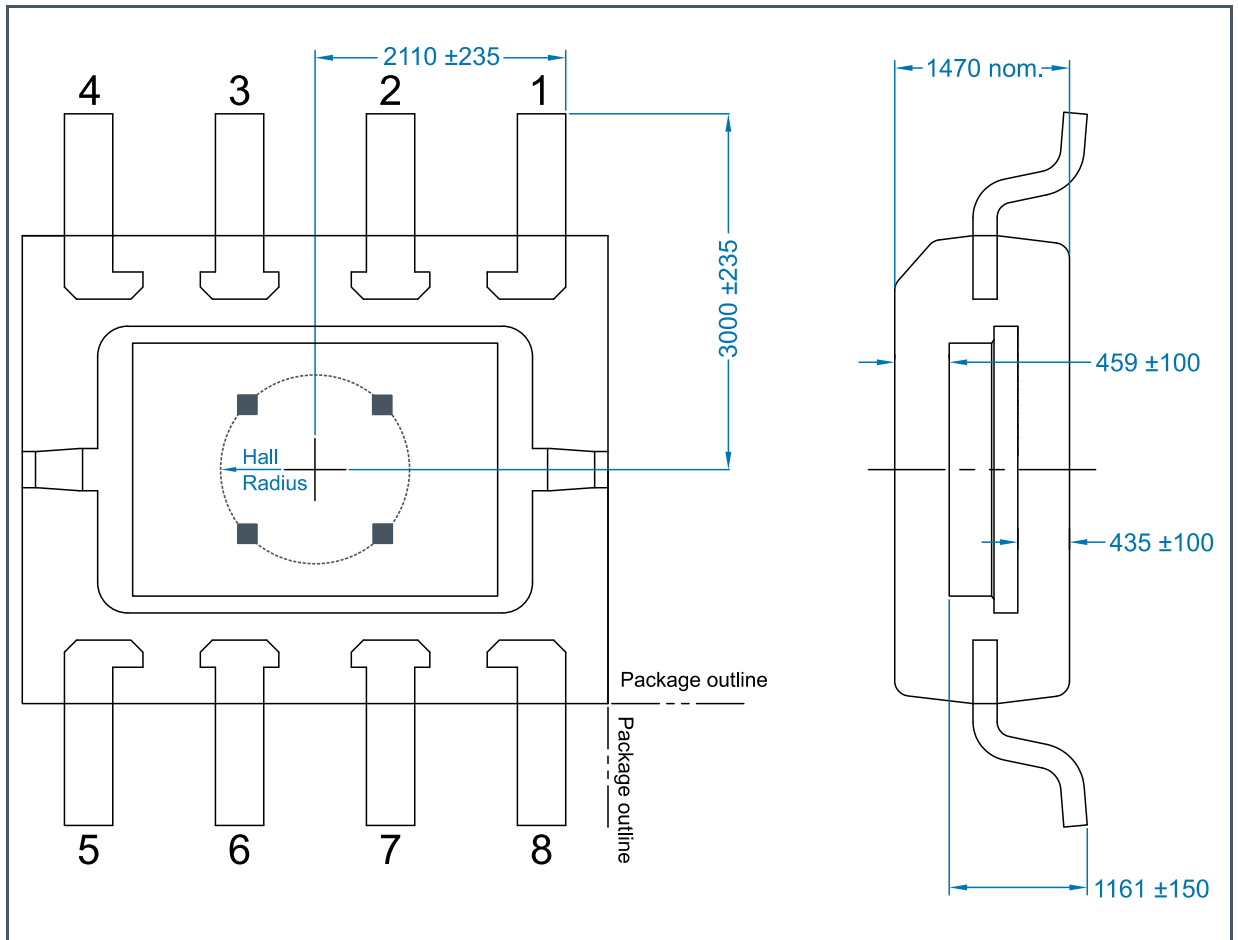 2110 ±235
1470 nom.
4
3
2
1
3000 ±235
459 ±100
Hall
Radius
435 ±100
Package outline
Package outline
5
6
7
8
1161 ±150